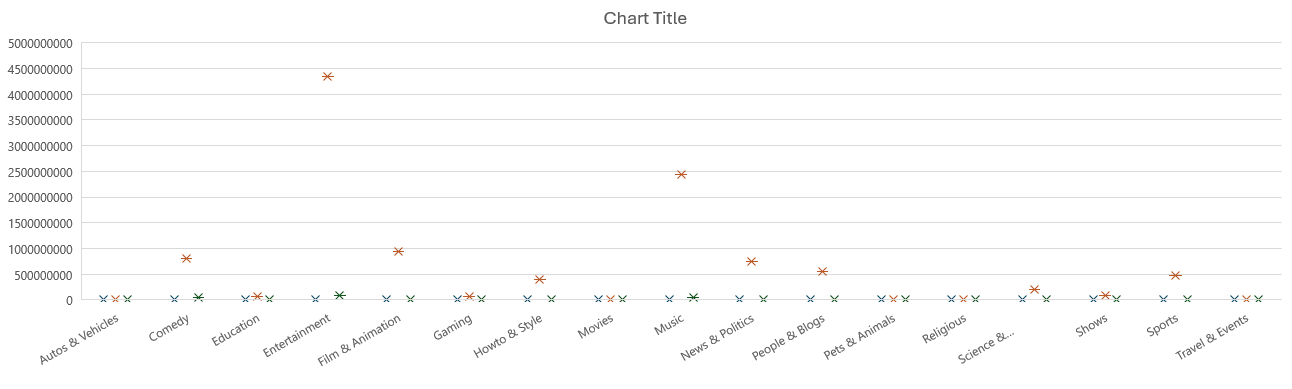 Chart Title
5000000000
4500000000
4000000000
3500000000
3000000000
2500000000
2000000000
1500000000
1000000000
500000000
0
Autos & Vehicles
Comedy
Education
Entertainment
Film & Animation
Gaming
Howto & Style
Movies
Music
News & Politics
People & Blogs
Pets & Animals
Religious
Science &...
Shows
Sports
Travel & Events